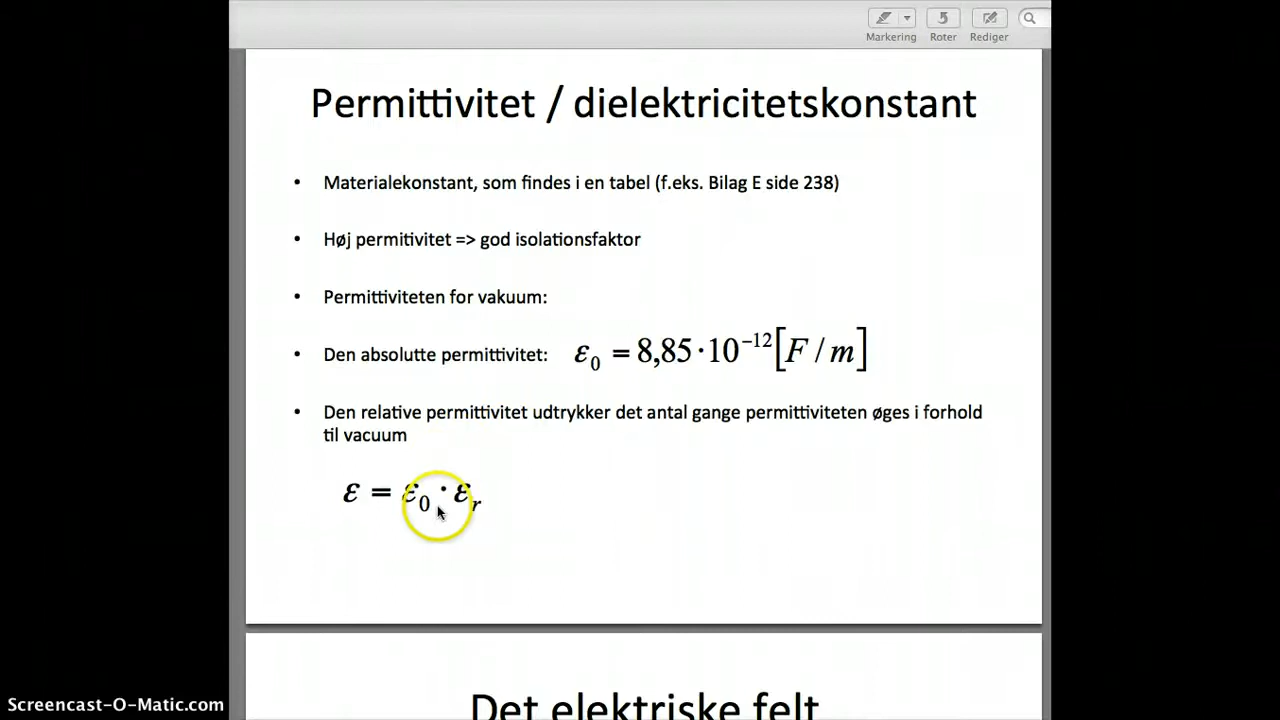 Markering Roter Rediger
Permittivitet / dielektricitetskonstant
• Materialekonstant, som findes i en tabel (f.eks. Bilag E side 238)
• Høj permitivitet => god isolationsfaktor
• Permittiviteten for vakuum:
• Den absolutte permittivitet: ε₀ = 8,85·10⁻¹²[F/m]
• Den relative permittivitet udtrykker det antal gange permittiviteten øges i forhold
til vacuum
ε = ε₀ · εᵣ
Det elektriske felt
Screencast-O-Matic.com